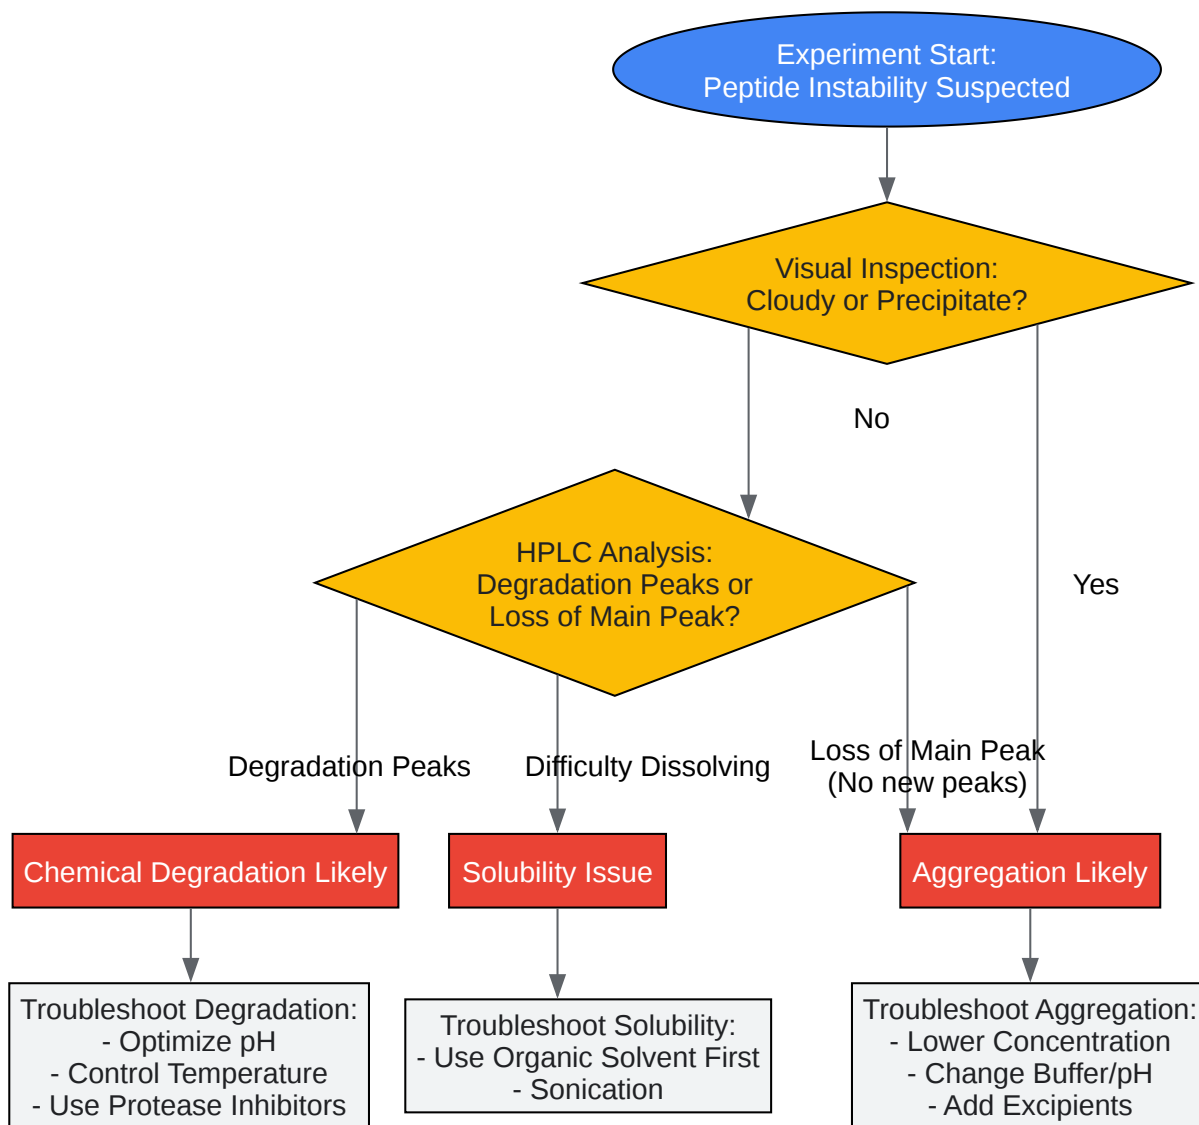 Experiment Start:
Peptide Instability Suspected
Visual Inspection:
Cloudy or Precipitate?
No
Yes
HPLC Analysis:
Degradation Peaks or
Loss of Main Peak?
Degradation Peaks
Difficulty Dissolving
Loss of Main Peak
(No new peaks)
Chemical Degradation Likely
Solubility Issue
Aggregation Likely
Troubleshoot Degradation:
- Optimize pH
- Control Temperature
- Use Protease Inhibitors
Troubleshoot Solubility:
- Use Organic Solvent First
- Sonication
Troubleshoot Aggregation:
- Lower Concentration
- Change Buffer/pH
- Add Excipients